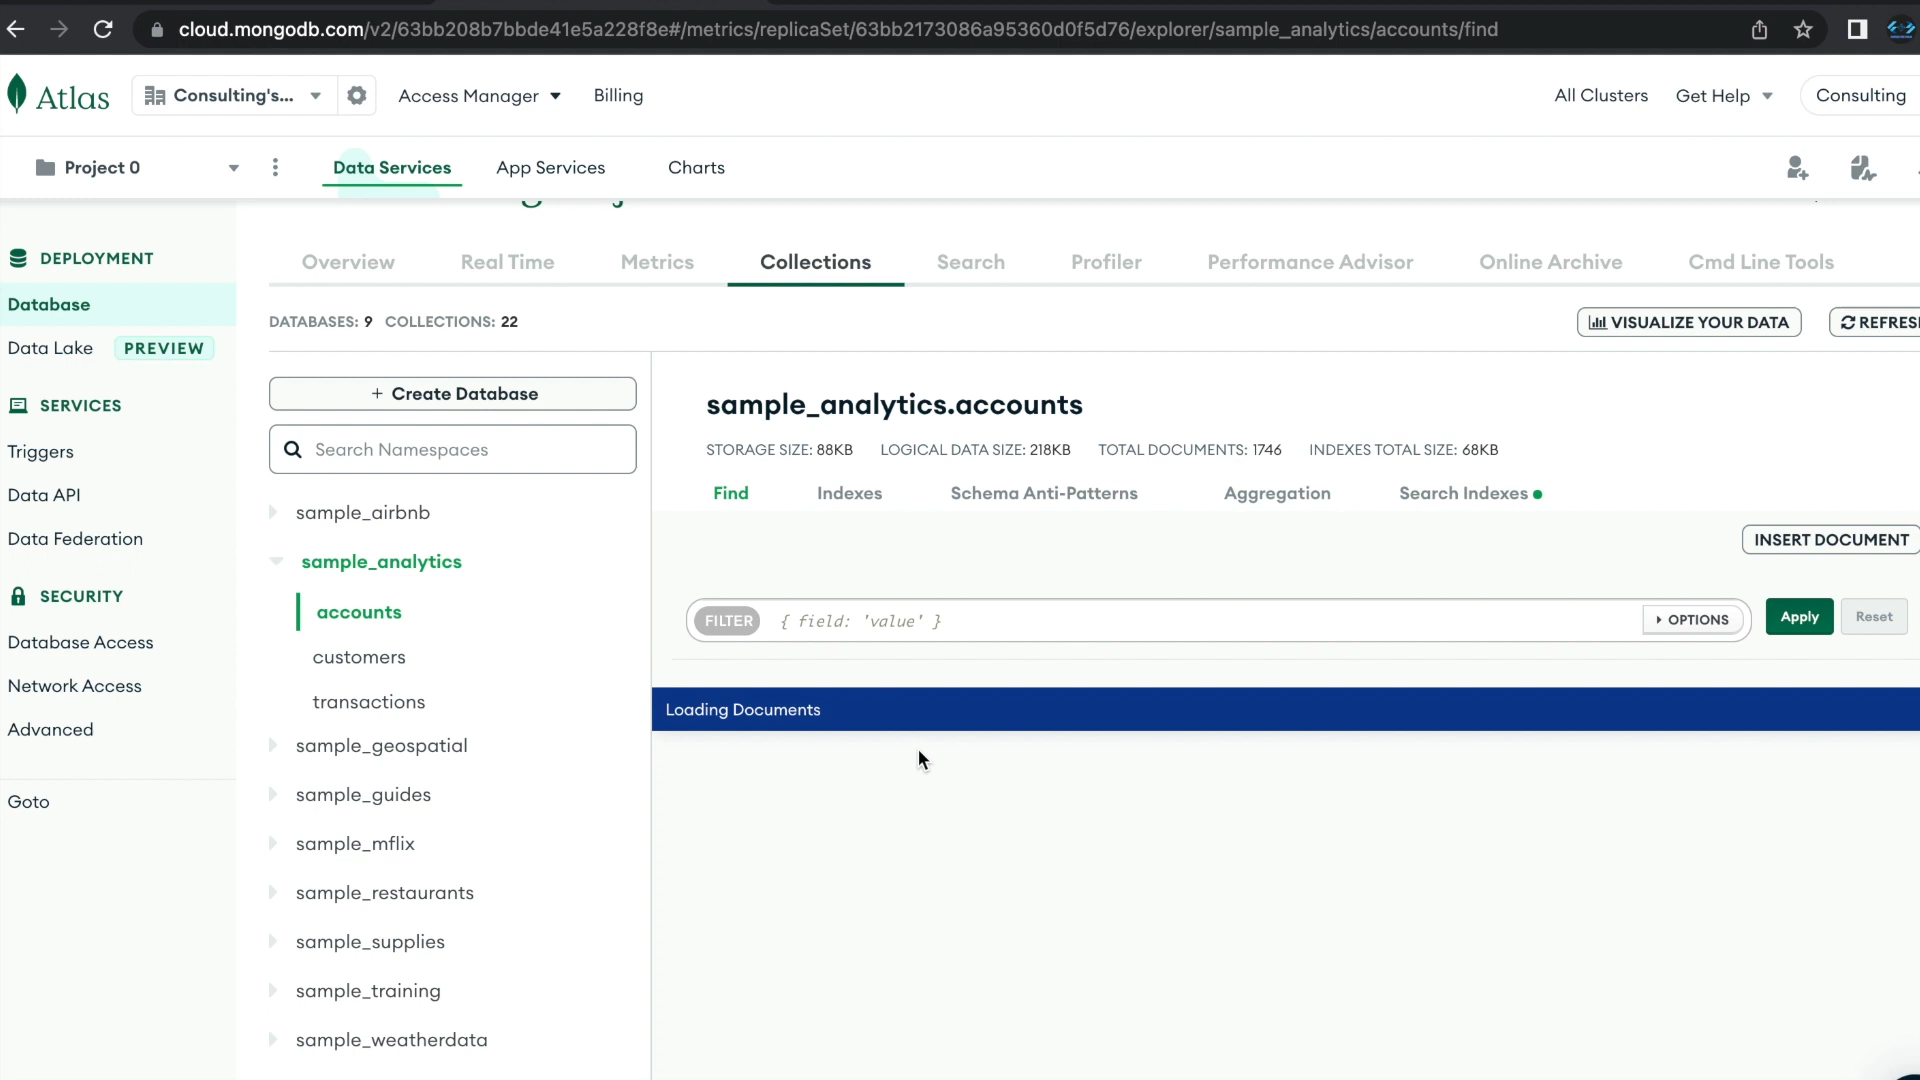 cloud.mongodb.com/v2/63bb208b7bbde41e5a228f8e#/metrics/replicaSet/63bb2173086a95360d0f5d76/explorer/sample_analytics/accounts/find
Atlas Consulting's... Access Manager Billing All Clusters Get Help Consulting
Project 0 Data Services App Services Charts
DEPLOYMENT
Database
Data Lake PREVIEW
SERVICES
Triggers
Data API
Data Federation
SECURITY
Database Access
Network Access
Advanced
Goto
Overview Real Time Metrics Collections Search Profiler Performance Advisor Online Archive Cmd Line Tools
DATABASES: 9 COLLECTIONS: 22 VISUALIZE YOUR DATA REFRES
+ Create Database
Search Namespaces
sample_airbnb
sample_analytics
accounts
customers
transactions
sample_geospatial
sample_guides
sample_mflix
sample_restaurants
sample_supplies
sample_training
sample_weatherdata
sample_analytics.accounts
STORAGE SIZE: 88KB LOGICAL DATA SIZE: 218KB TOTAL DOCUMENTS: 1746 INDEXES TOTAL SIZE: 68KB
Find Indexes Schema Anti-Patterns Aggregation Search Indexes
INSERT DOCUMENT
FILTER { field: 'value' } OPTIONS Apply Reset
Loading Documents